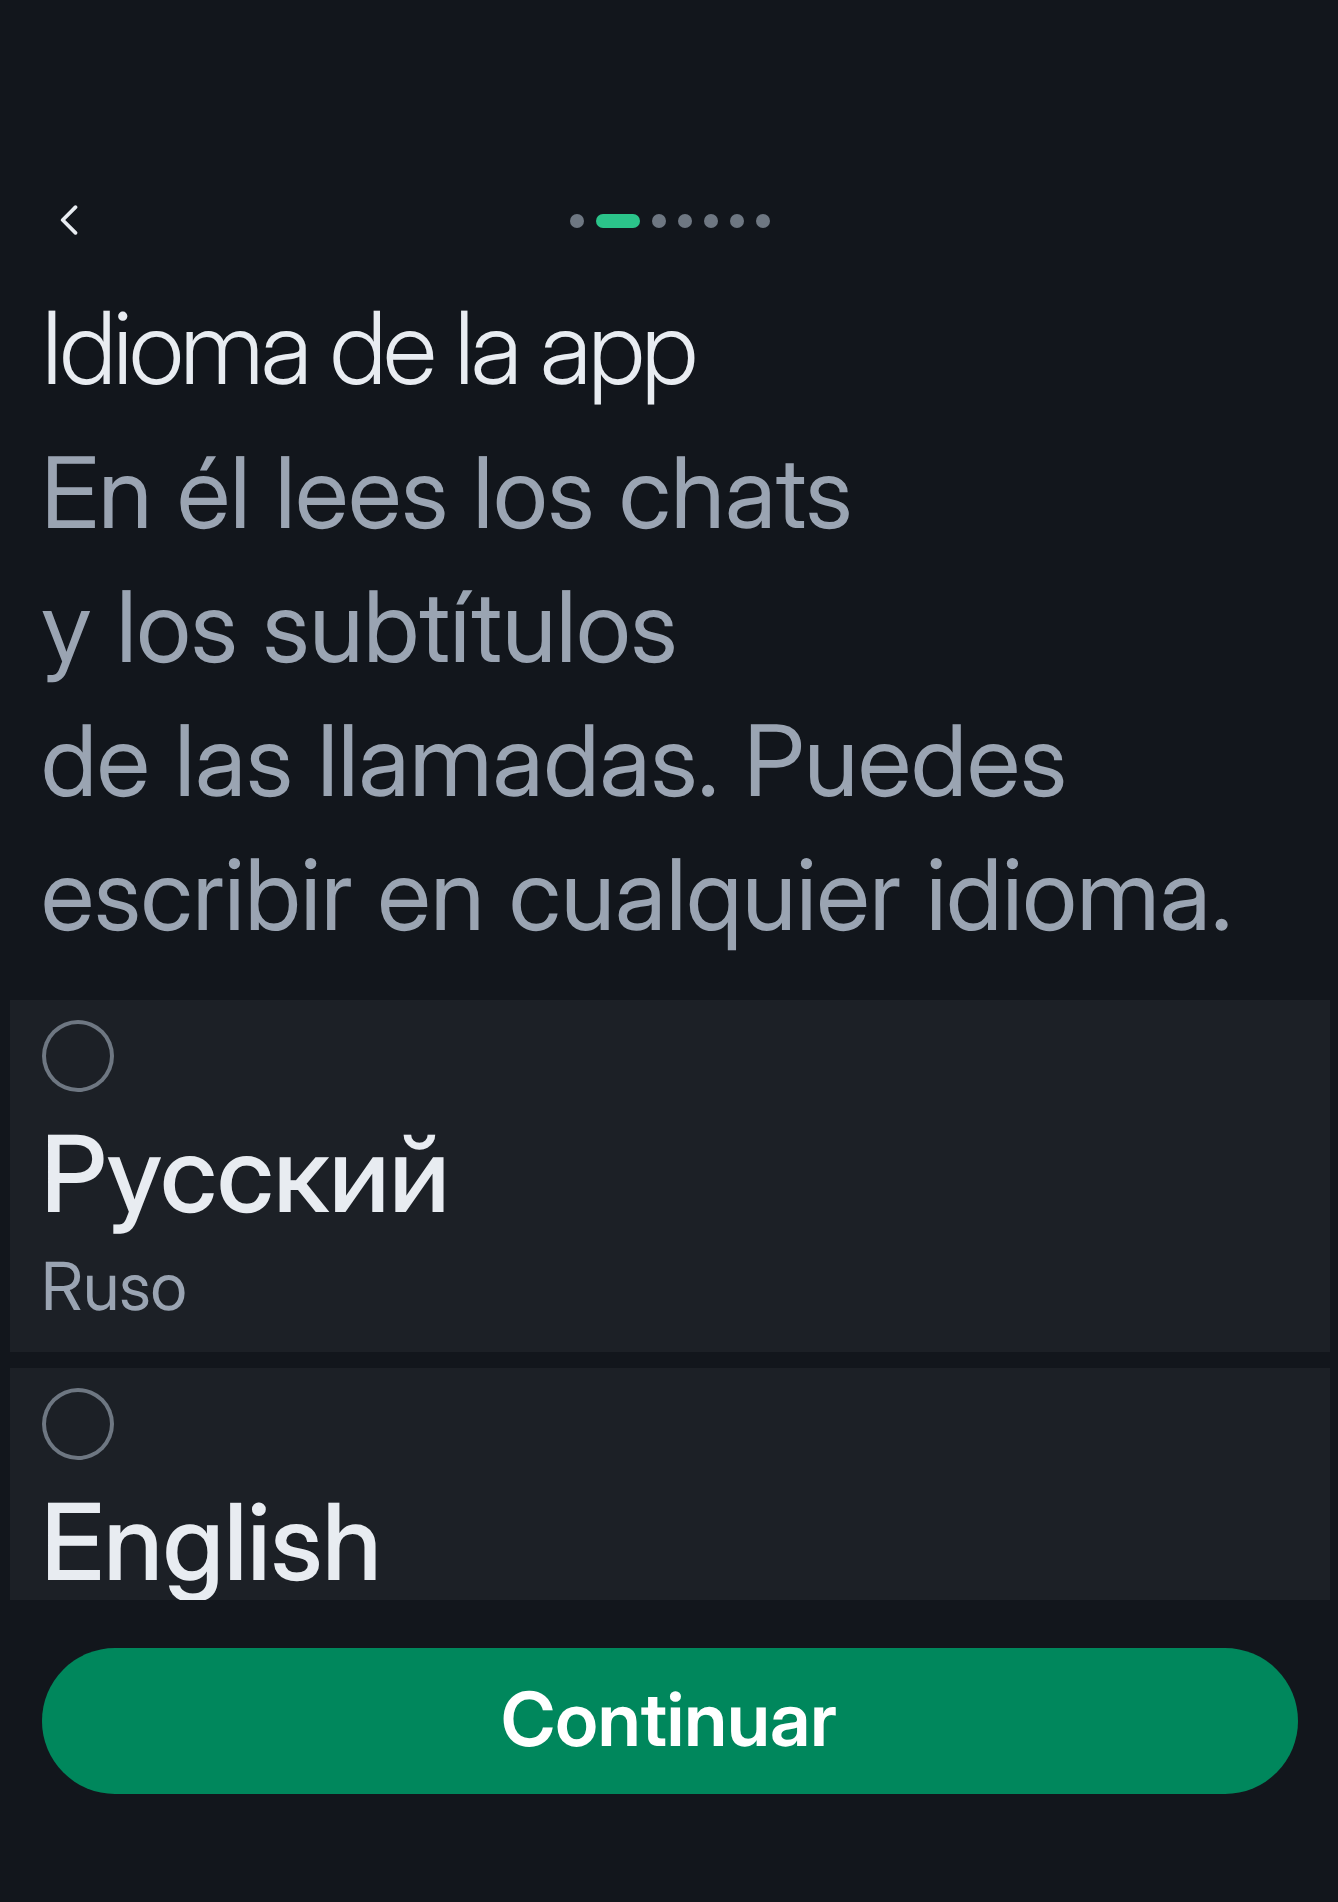 Idioma de la app
En él lees los chats
y los subtítulos
de las llamadas. Puedes
escribir en cualquier idioma.
Русский
Ruso
English
Continuar